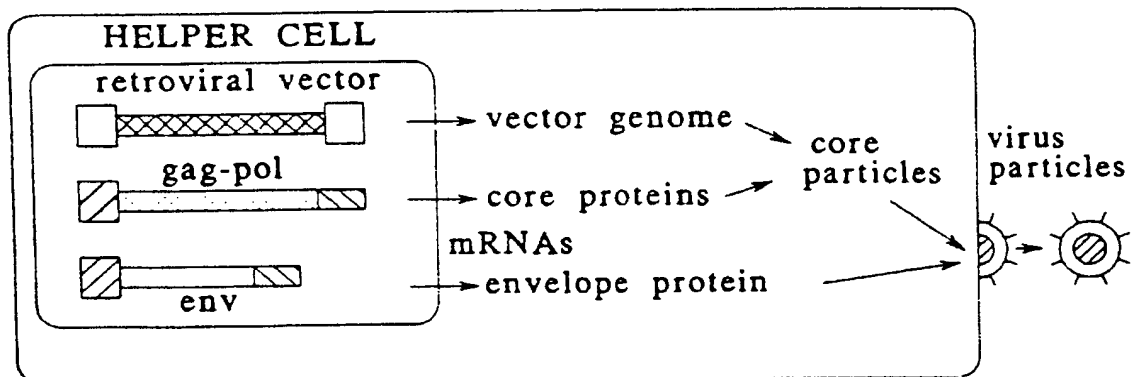 HELPER CELL
retroviral vector
vector genome
gag-pol
core proteins
core
particles
virus
particles
mRNAs
env
envelope protein